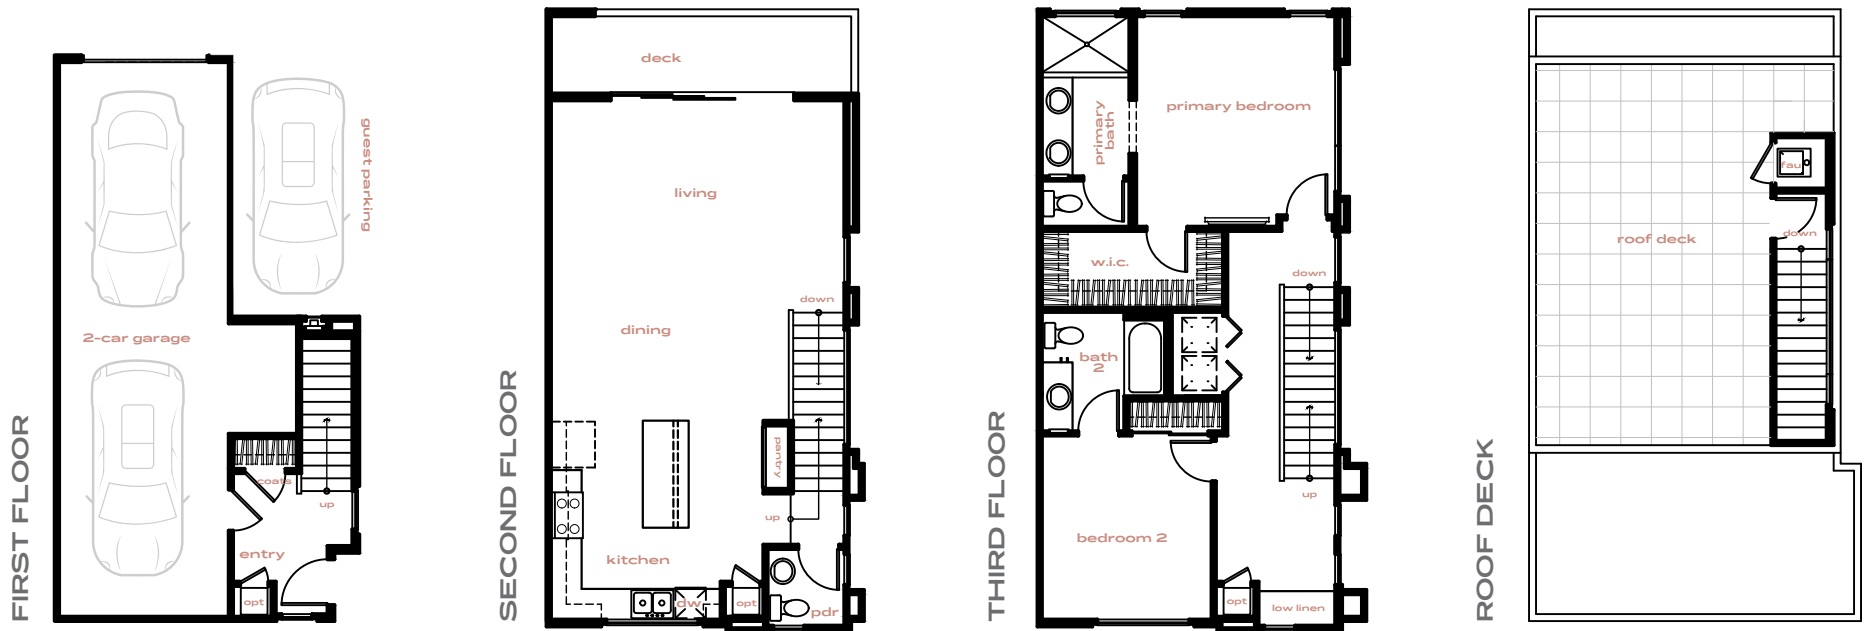 FIRST FLOOR
guest parking
2-car garage
coats
up
entry
opt
SECOND FLOOR
deck
living
down
dining
pantry
up
kitchen
dw
opt
pdr
THIRD FLOOR
primary bedroom
primary
bath
w.i.c.
down
bath
2
up
bedroom 2
opt
low linen
ROOF DECK
fau
down
roof deck